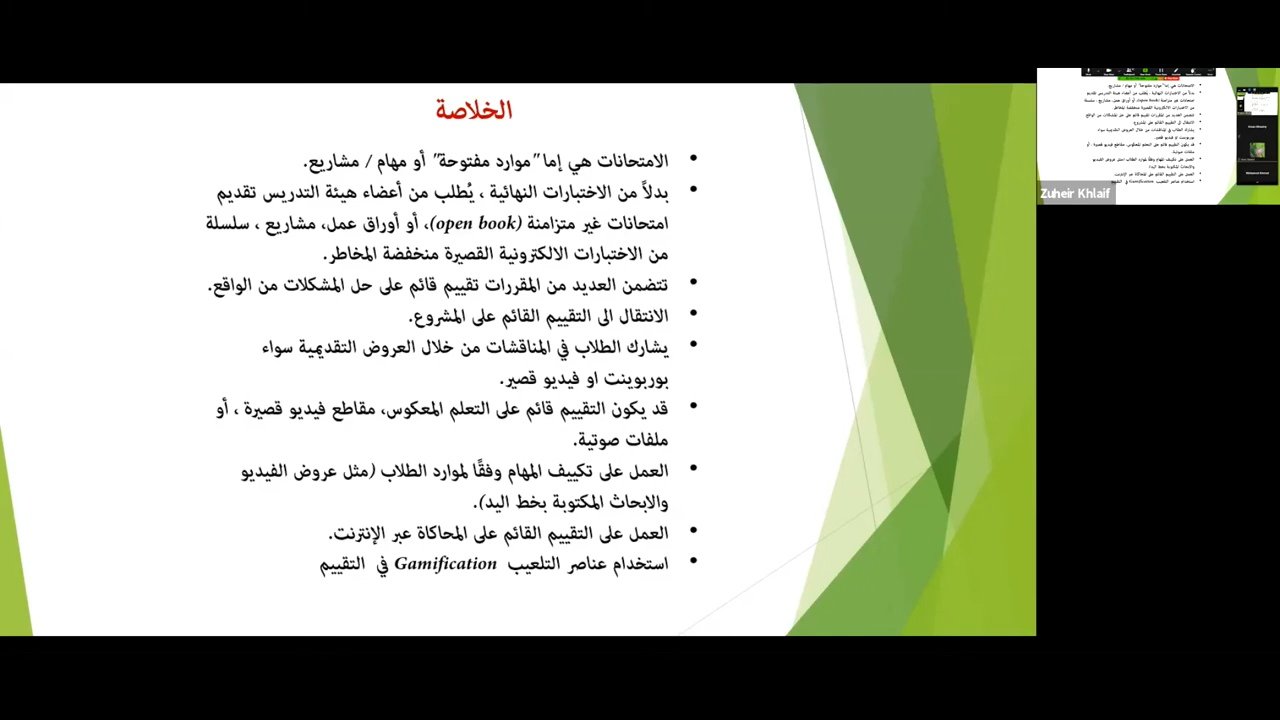 الخلاصة
الامتحانات هي إما "موارد مفتوحة" أو مهام / مشاريع.
بدلاً من الاختبارات النهائية ، يُطلب من أعضاء هيئة التدريس تقديم
امتحانات غير متزامنة (open book)، أو أوراق عمل، مشاريع ، سلسلة
من الاختبارات الالكترونية القصيرة منخفضة المخاطر.
تتضمن العديد من المقررات تقييم قائم على حل المشكلات من الواقع.
الانتقال الى التقييم القائم على المشروع.
يشارك الطلاب في المناقشات من خلال العروض التقديمية سواء
بوربوينت او فيديو قصير.
قد يكون التقييم قائم على التعلم المعكوس، مقاطع فيديو قصيرة ، أو
ملفات صوتية.
العمل على تكييف المهام وفقًا لموارد الطلاب (مثل عروض الفيديو
والابحاث المكتوبة بخط اليد).
العمل على التقييم القائم على المحاكاة عبر الإنترنت.
استخدام عناصر التلعيب Gamification في التقييم
Zuheir Khlaif